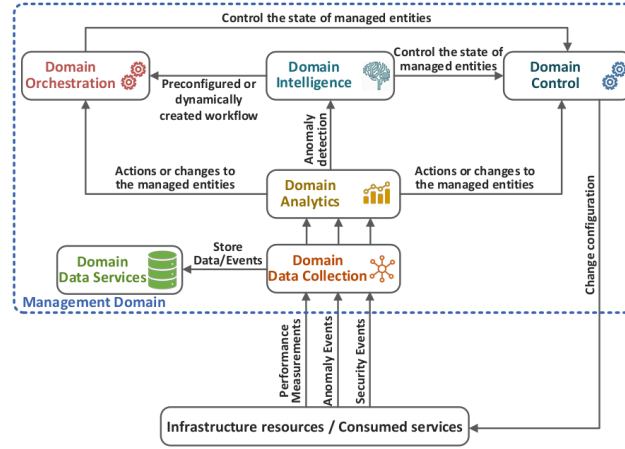 Control the state of managed entities
Domain
Orchestration
Domain
Intelligence
Control the state of
managed entities
Domain
Control
Preconfigured or
dynamically
created workflow
Anomaly
detection
Actions or changes to
the managed entities
Domain
Analytics
Actions or changes to
the managed entities
Change configuration
Store
Data/Events
Domain
Data Services
Domain
Data Collection
Management Domain
Performance
Measurements
Anomaly Events
Security Events
Infrastructure resources / Consumed services